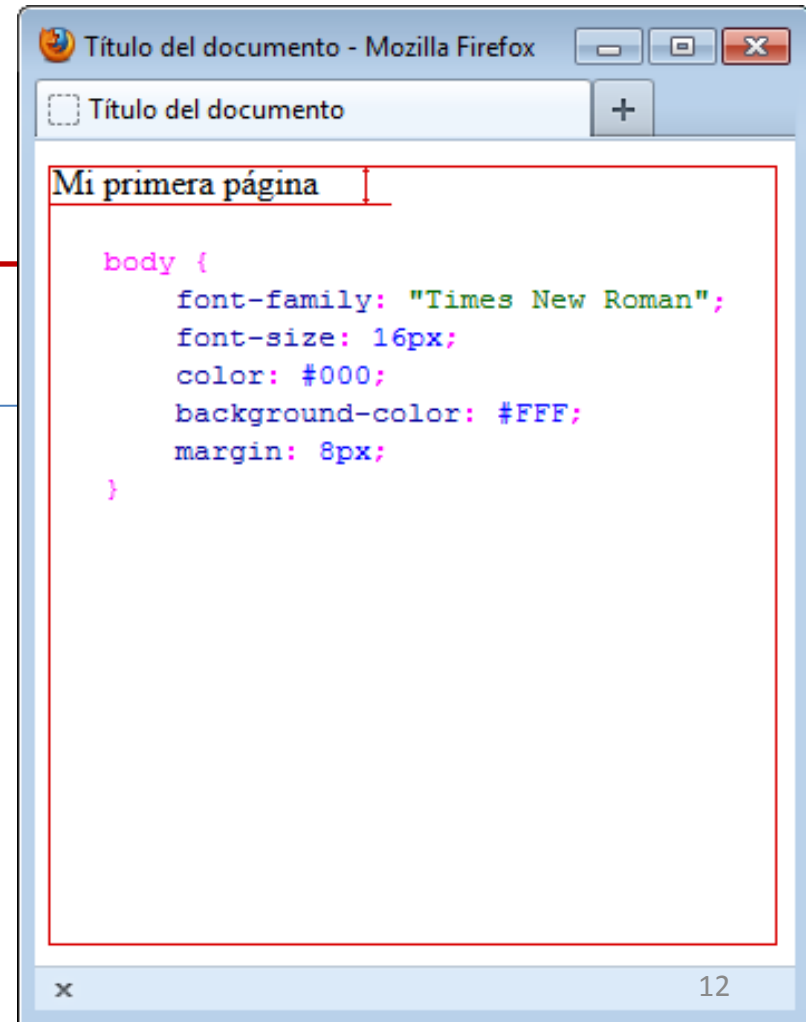 Título del documento - Mozilla Firefox
Título del documento
Mi primera página
body {
font-family: "Times New Roman";
font-size: 16px;
color: #000;
background-color: #FFF;
margin: 8px;
}
12